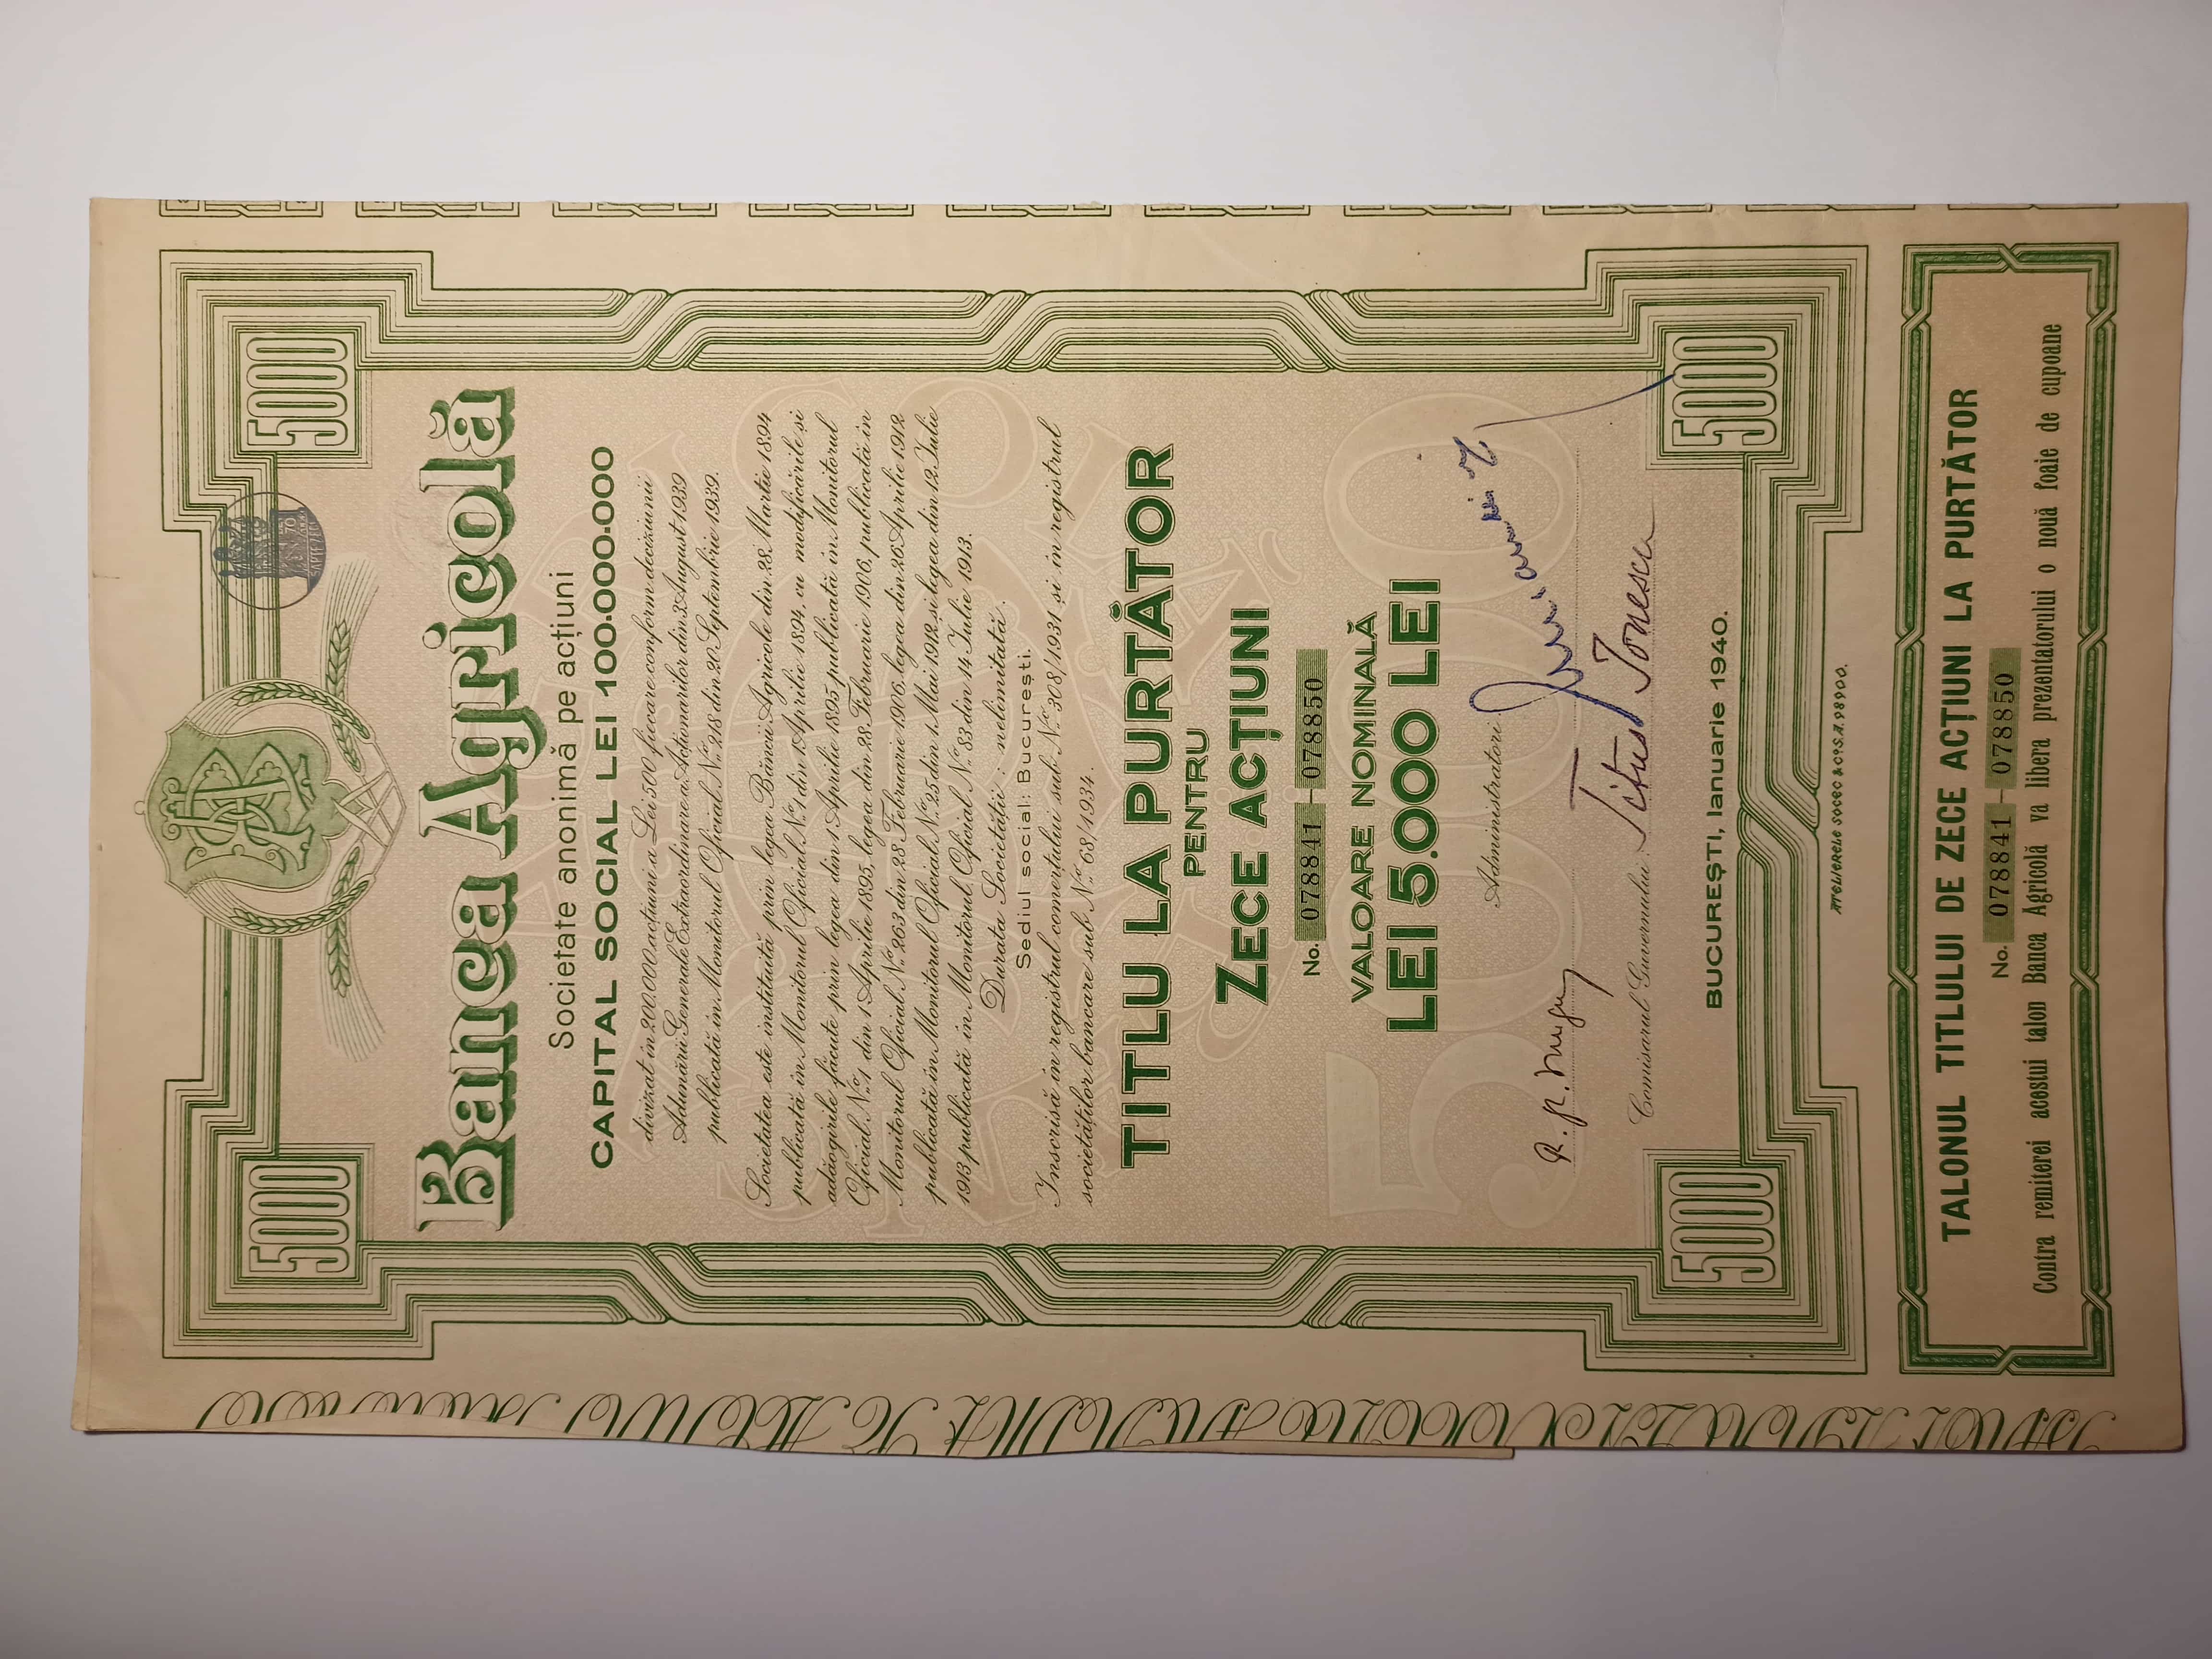 5000
5000
70
ȘAPTEZECI
Banca Agricolă
Societate anonimă pe acțiuni
CAPITAL SOCIAL LEI 100.000.000
divizat în 200.000 acțiuni a Lei 500 fiecare conform deciziunii
Adunării Generale Extraordinare a Acționarilor din 3 August 1939
publicată în Monitorul Oficial No. 218 din 20 Septembrie 1939.
Societatea este instituită prin legea Băncii Agricole din 28 Martie 1894
publicată în Monitorul Oficial No. 1 din 1 Aprilie 1894, cu modificările și
adăogirile făcute prin legea din 1 Aprilie 1895 publicată în Monitorul
Oficial No. 1 din 1 Aprilie 1895, legea din 28 Februarie 1906, publicată în
Monitorul Oficial No. 263 din 28 Februarie 1906, legea din 26 Aprilie 1912
publicată în Monitorul Oficial No. 25 din 1 Mai 1912 și legea din 12 Iulie
1913 publicată în Monitorul Oficial No. 83 din 14 Iulie 1913.
Durata Societății: nelimitată.
Sediul social: București.
Înscrisă în registrul comerțului sub No. 308/1931 și în registrul
societăților bancare sub No. 68/1934.
TITLU LA PURTĂTOR
PENTRU
ZECE ACȚIUNI
No. 078841-078850
VALOARE NOMINALĂ
LEI 5.000 LEI
5000
Administratori,
Comisarul Guvernului: Titus Ionescu
5000
5000
BUCUREȘTI, Ianuarie 1940.
ATELIERELE SOCEC & Co. S.A. 98900.
TALONUL TITLULUI DE ZECE ACȚIUNI LA PURTĂTOR
No. 078841-078850
Contra remiterei acestui talon Banca Agricolă va libera prezentatorului o nouă foaie de cupoane